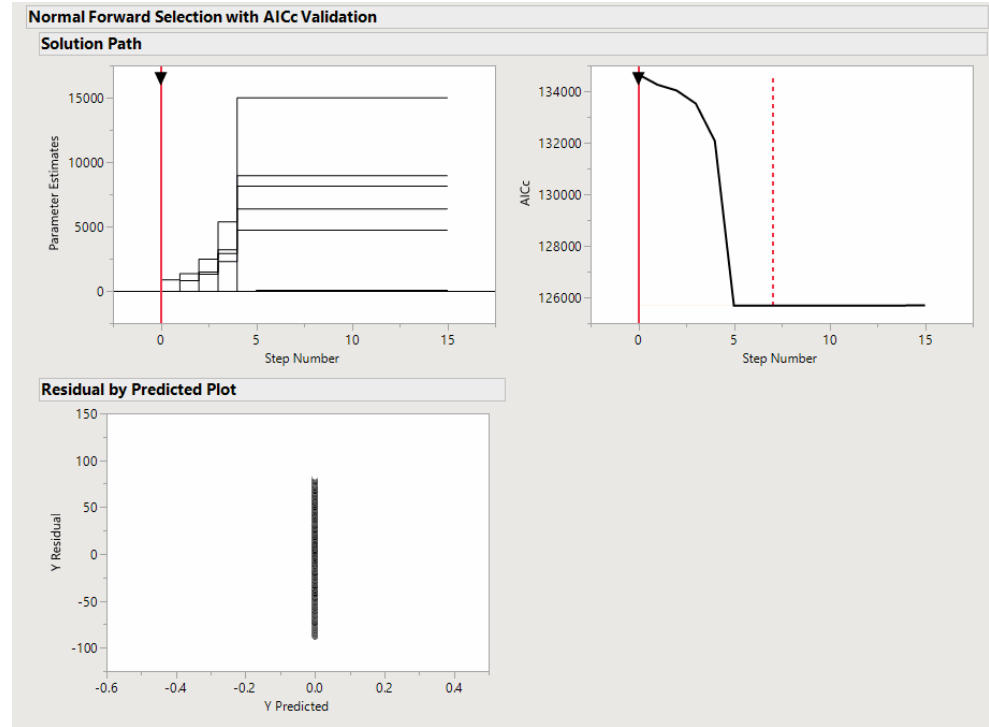 Normal Forward Selection with AICc Validation
Solution Path
15000
10000
5000
0
Parameter Estimates
0 5 10 15
Step Number
134000
132000
130000
128000
126000
AICc
0 5 10 15
Step Number
Residual by Predicted Plot
150
100
50
0
-50
-100
Y Residual
-0.6 -0.4 -0.2 0.0 0.2 0.4
Y Predicted